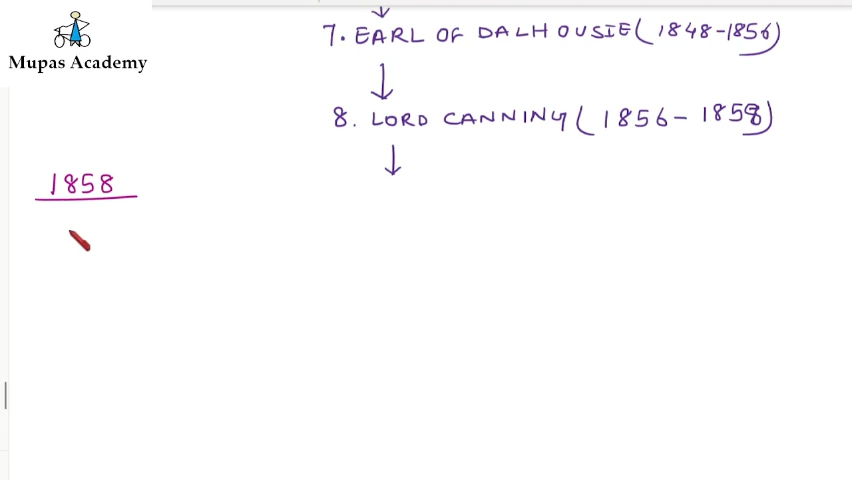 Mupas Academy
7. EARL OF DALHOUSIE (1848-1856)
8. LORD CANNING (1856-1858)
1858